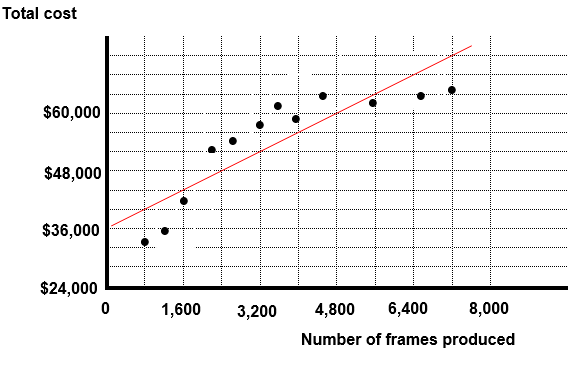 Total cost
$60,000
$48,000
$36,000
$24,000
0 1,600 3,200 4,800 6,400 8,000
Number of frames produced